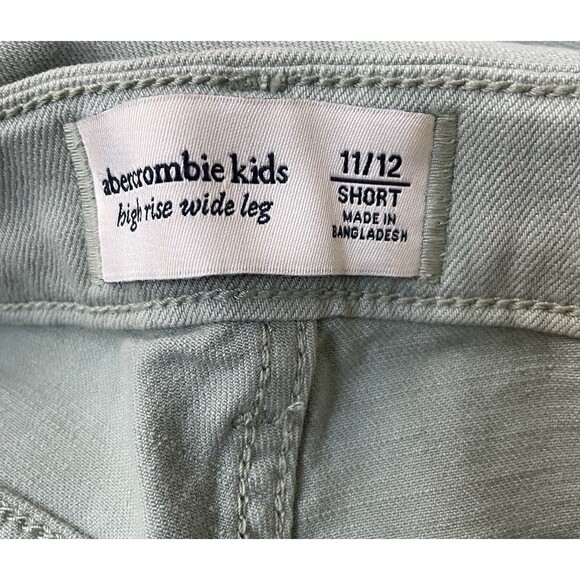 abercrombie kids
high rise wide leg
11/12
SHORT
MADE IN
BANGLADESH